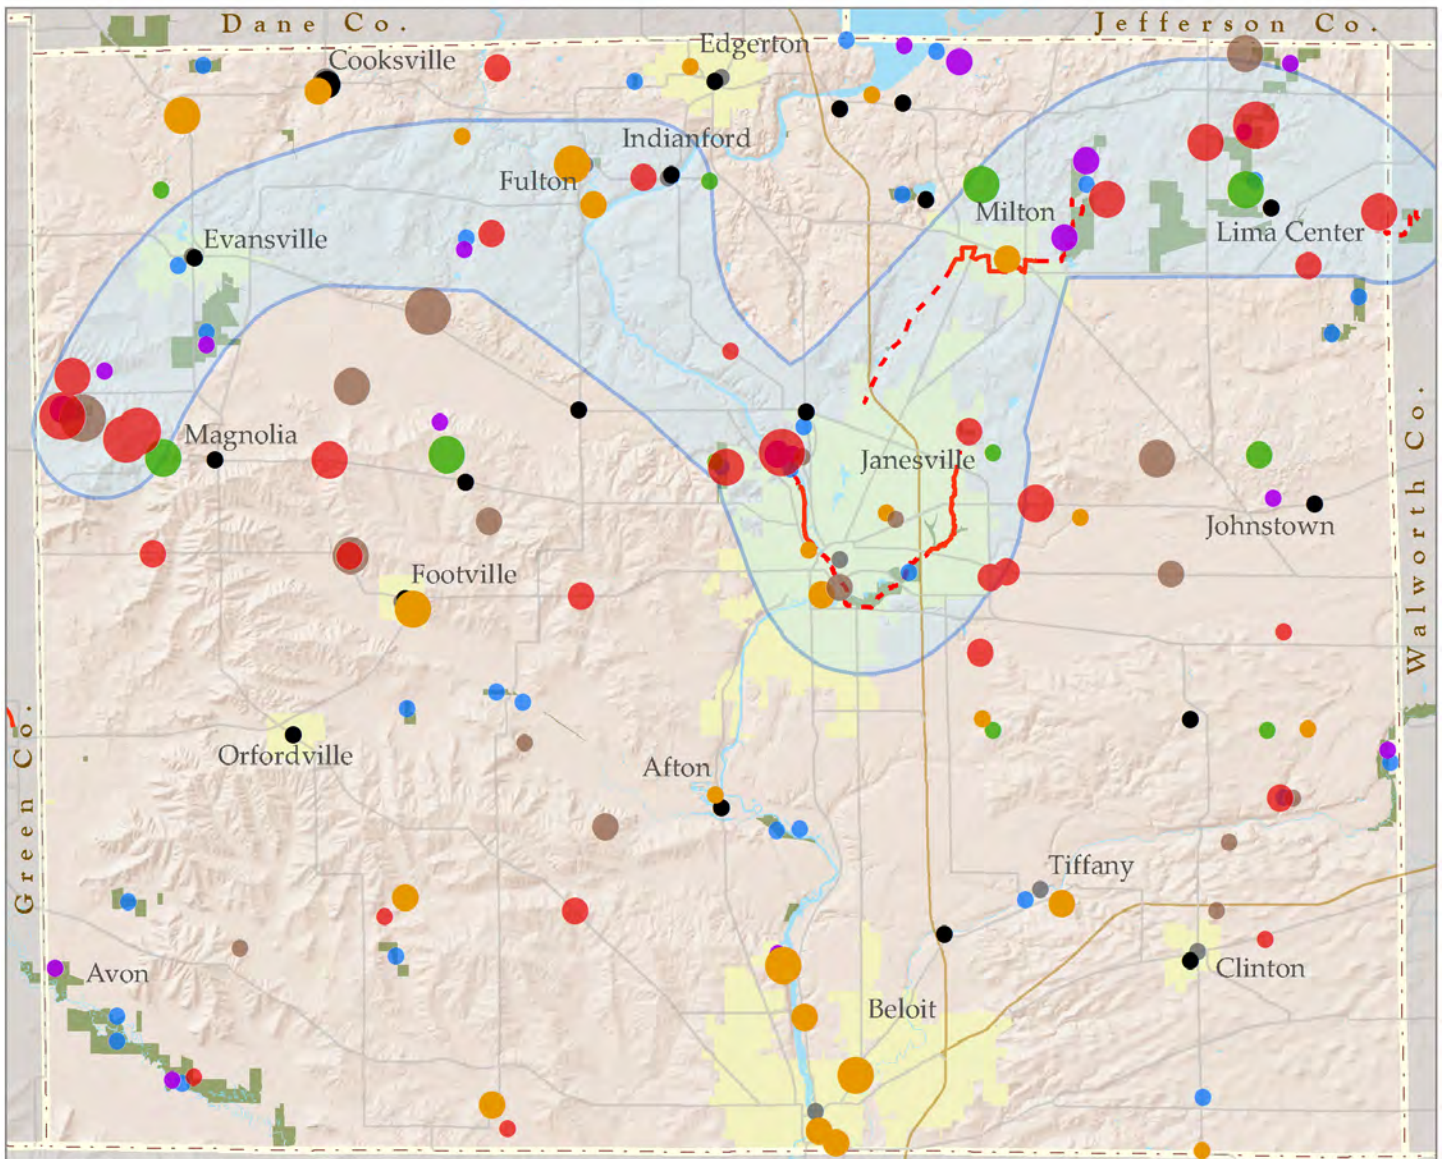 Dane Co.
Jefferson Co.
Edgerton
Cooksville
Indianford
Fulton
Milton
Evansville
Lima Center
Magnolia
Janesville
Johnstown
Footville
Walworth Co.
Green Co.
Orfordville
Afton
Tiffany
Avon
Clinton
Beloit